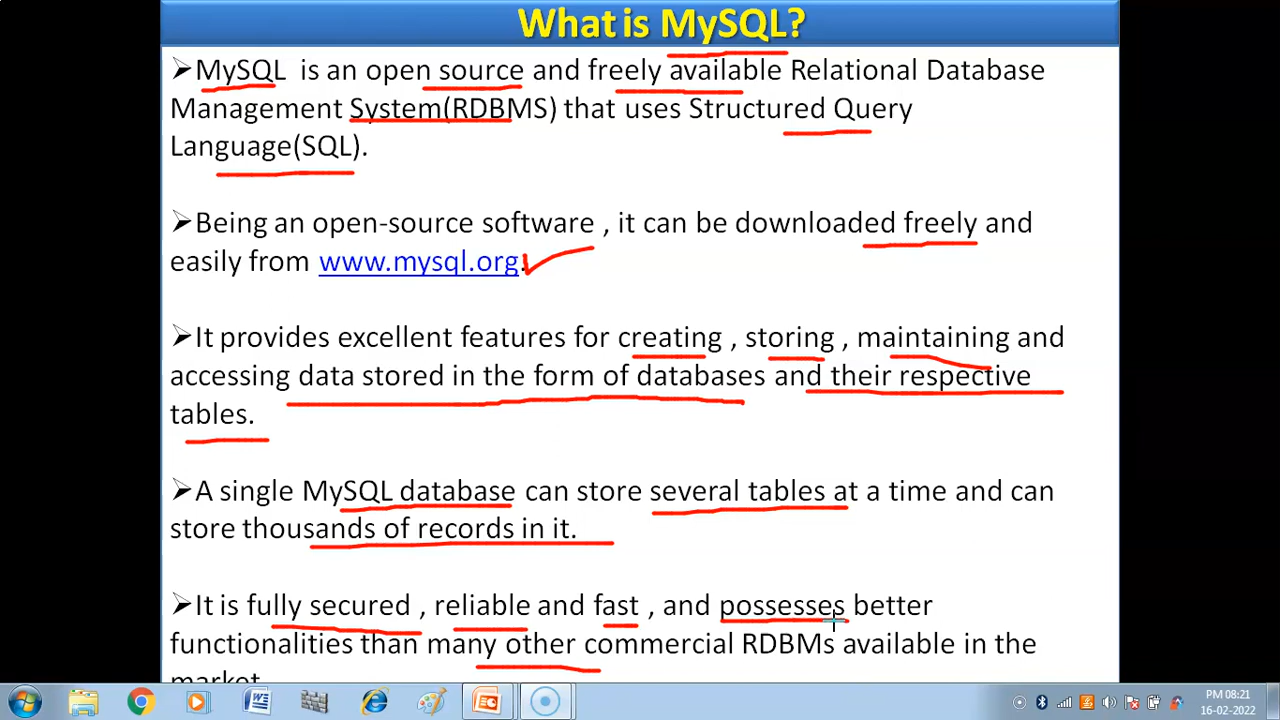 What is MySQL?
➢MySQL is an open source and freely available Relational Database
Management System(RDBMS) that uses Structured Query
Language(SQL).
➢Being an open-source software , it can be downloaded freely and
easily from www.mysql.org.
➢It provides excellent features for creating , storing , maintaining and
accessing data stored in the form of databases and their respective
tables.
➢A single MySQL database can store several tables at a time and can
store thousands of records in it.
➢It is fully secured , reliable and fast , and possesses better
functionalities than many other commercial RDBMs available in the
market.
PM 08:21
16-02-2022